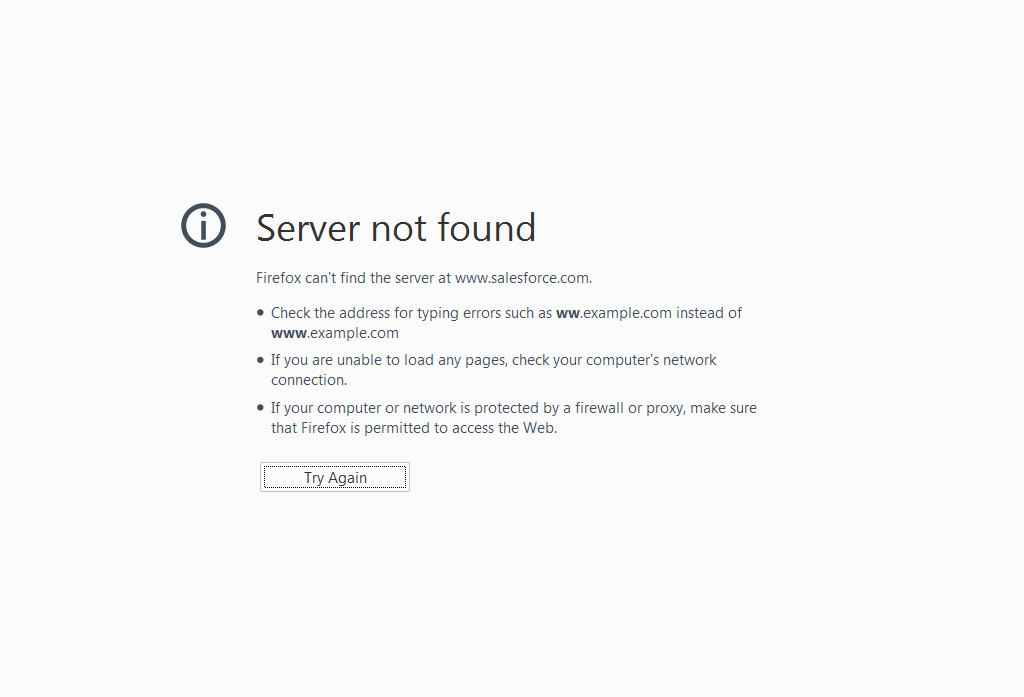 Server not found
Firefox can't find the server at www.salesforce.com.
• Check the address for typing errors such as ww.example.com instead of
www.example.com
• If you are unable to load any pages, check your computer's network
connection.
• If your computer or network is protected by a firewall or proxy, make sure
that Firefox is permitted to access the Web.
Try Again